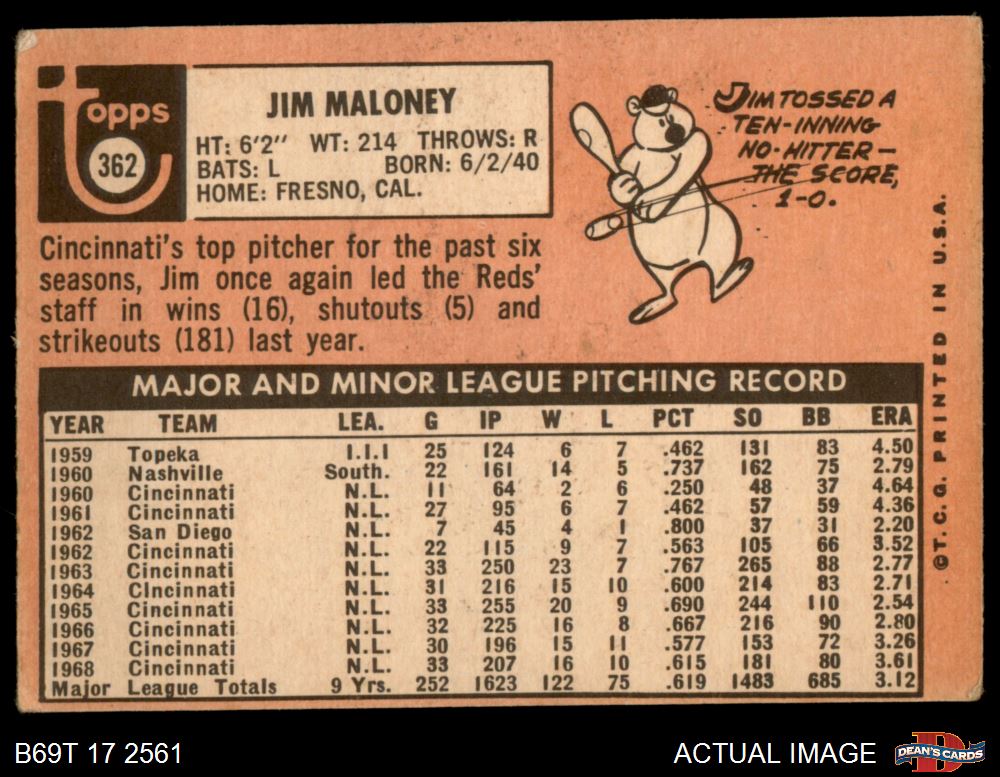 Topps
362
JIM MALONEY
HT: 6'2" WT: 214 THROWS: R
BATS: L BORN: 6/2/40
HOME: FRESNO, CAL.
JIM TOSSED A
TEN-INNING
NO-HITTER—
THE SCORE,
1-0.
Cincinnati's top pitcher for the past six
seasons, Jim once again led the Reds'
staff in wins (16), shutouts (5) and
strikeouts (181) last year.
MAJOR AND MINOR LEAGUE PITCHING RECORD
YEAR TEAM LEA. G IP W L PCT SO BB ERA
1959 Topeka I.I.I 25 124 6 7 .462 131 83 4.50
1960 Nashville South. 22 161 14 5 .737 162 75 2.79
1960 Cincinnati N.L. 11 64 2 6 .250 48 37 4.64
1961 Cincinnati N.L. 27 95 6 7 .462 57 59 4.36
1962 San Diego 7 45 4 1 .800 37 31 2.20
1962 Cincinnati N.L. 22 115 9 7 .563 105 66 3.52
1963 Cincinnati N.L. 33 250 23 7 .767 265 88 2.77
1964 Cincinnati N.L. 31 216 15 10 .600 214 83 2.71
1965 Cincinnati N.L. 33 255 20 9 .690 244 110 2.54
1966 Cincinnati N.L. 32 225 16 8 .667 216 90 2.80
1967 Cincinnati N.L. 30 196 15 11 .577 153 72 3.26
1968 Cincinnati N.L. 33 207 16 10 .615 181 80 3.61
Major League Totals 9 Yrs. 252 1623 122 75 .619 1483 685 3.12
©T.C.G. PRINTED IN U.S.A.
B69T 17 2561
ACTUAL IMAGE
D
DEAN'S CARDS